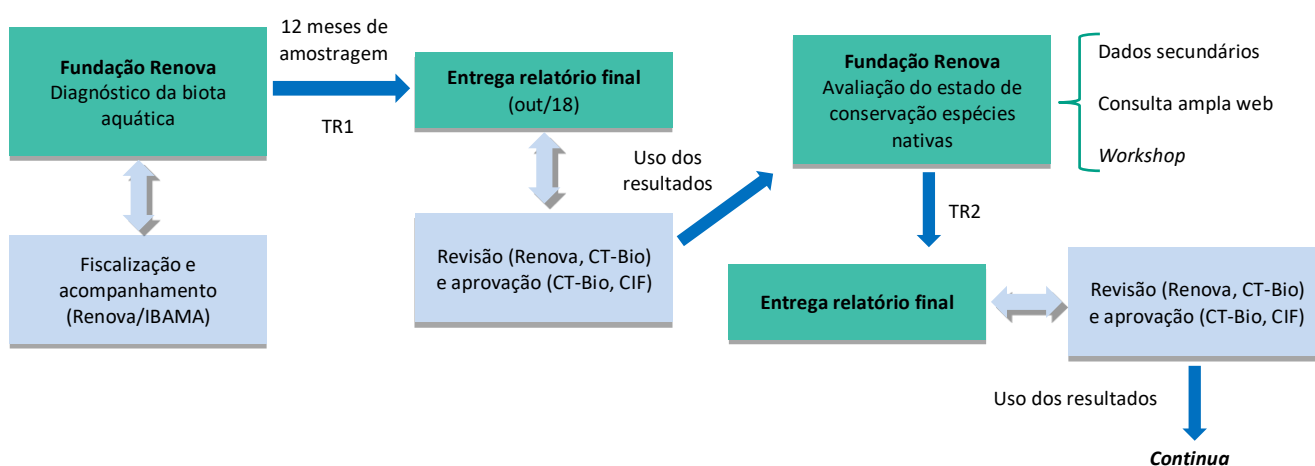 Fundação Renova
Diagnóstico da biota
aquática
12 meses de
amostragem
TR1
Entrega relatório final
(out/18)
Fundação Renova
Avaliação do estado de
conservação espécies
nativas
Dados secundários
Consulta ampla web
Workshop
Fiscalização e
acompanhamento
(Renova/IBAMA)
Revisão (Renova, CT-Bio)
e aprovação (CT-Bio, CIF)
Uso dos
resultados
TR2
Entrega relatório final
Revisão (Renova, CT-Bio)
e aprovação (CT-Bio, CIF)
Uso dos resultados
Continua